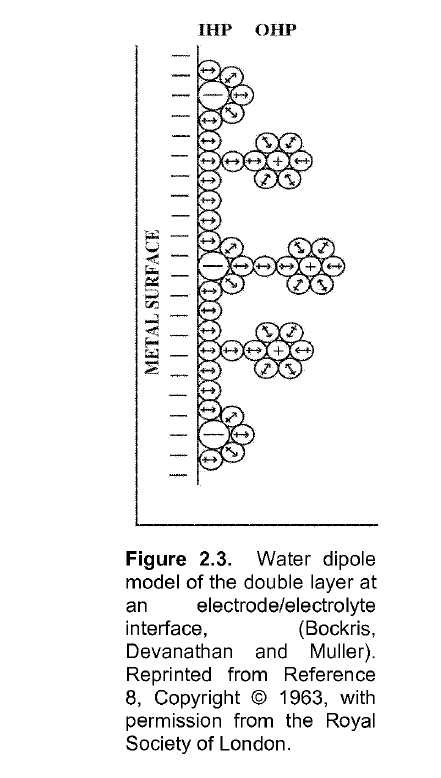 IHP OHP
METAL SURFACE
Figure 2.3. Water dipole
model of the double layer at
an electrode/electrolyte
interface, (Bockris,
Devanathan and Muller).
Reprinted from Reference
8, Copyright © 1963, with
permission from the Royal
Society of London.